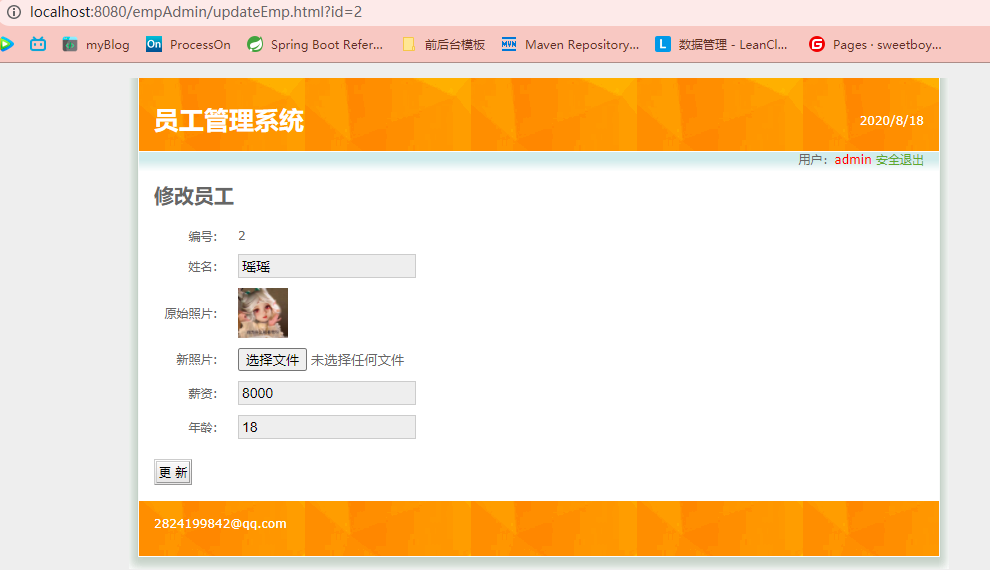 localhost:8080/empAdmin/updateEmp.html?id=2
myBlog On ProcessOn Spring Boot Refer... 前后台模板 MVN Maven Repository... L 数据管理 - LeanCl... G Pages · sweetboy...
员工管理系统
2020/8/18
用户：admin 安全退出
修改员工
编号： 2
姓名： 瑶瑶
原始照片：
新照片： 选择文件 未选择任何文件
薪资： 8000
年龄： 18
更 新
2824199842@qq.com